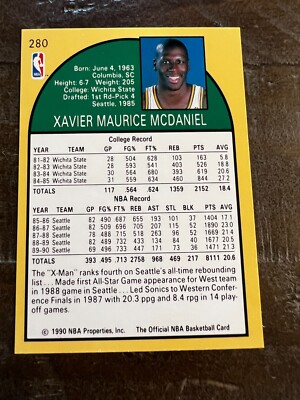 280
NBA
Born: June 4, 1963
Columbia, SC
Height: 6-7 Weight: 205
College: Wichita State
Drafted: 1st Rd-Pick 4
Seattle, 1985
XAVIER MAURICE MCDANIEL
College Record
YEAR TEAM GP FG% FT% REB PTS AVG
81-82 Wichita State 28 .504 .628 103 163 5.8
82-83 Wichita State 28 .593 .541 403 526 18.8
83-84 Wichita State 30 .564 .680 393 619 20.6
84-85 Wichita State 31 .559 .634 460 844 27.2
TOTALS 117 .564 .624 1359 2152 18.4
NBA Record
YEAR TEAM GP FG% FT% REB AST STL BLK PTS AVG
85-86 Seattle 82 .490 .687 655 193 101 37 1404 17.1
86-87 Seattle 82 .509 .696 705 207 115 52 1890 23.0
87-88 Seattle 78 .488 .715 518 263 96 52 1669 21.4
88-89 Seattle 82 .489 .732 433 134 84 40 1677 20.5
89-90 Seattle 69 .496 .733 447 171 73 36 1471 21.3
TOTALS 393 .495 .713 2758 968 469 217 8111 20.6
The "X-Man" ranks fourth on Seattle's all-time rebounding
list . . . Made first All-Star Game appearance for West team
in 1988 game in Seattle . . . Led Sonics to Western Confer-
ence Finals in 1987 with 20.3 ppg and 8.4 rpg in 14 play-
off games.
© 1990 NBA Properties, Inc. The Official NBA Basketball Card